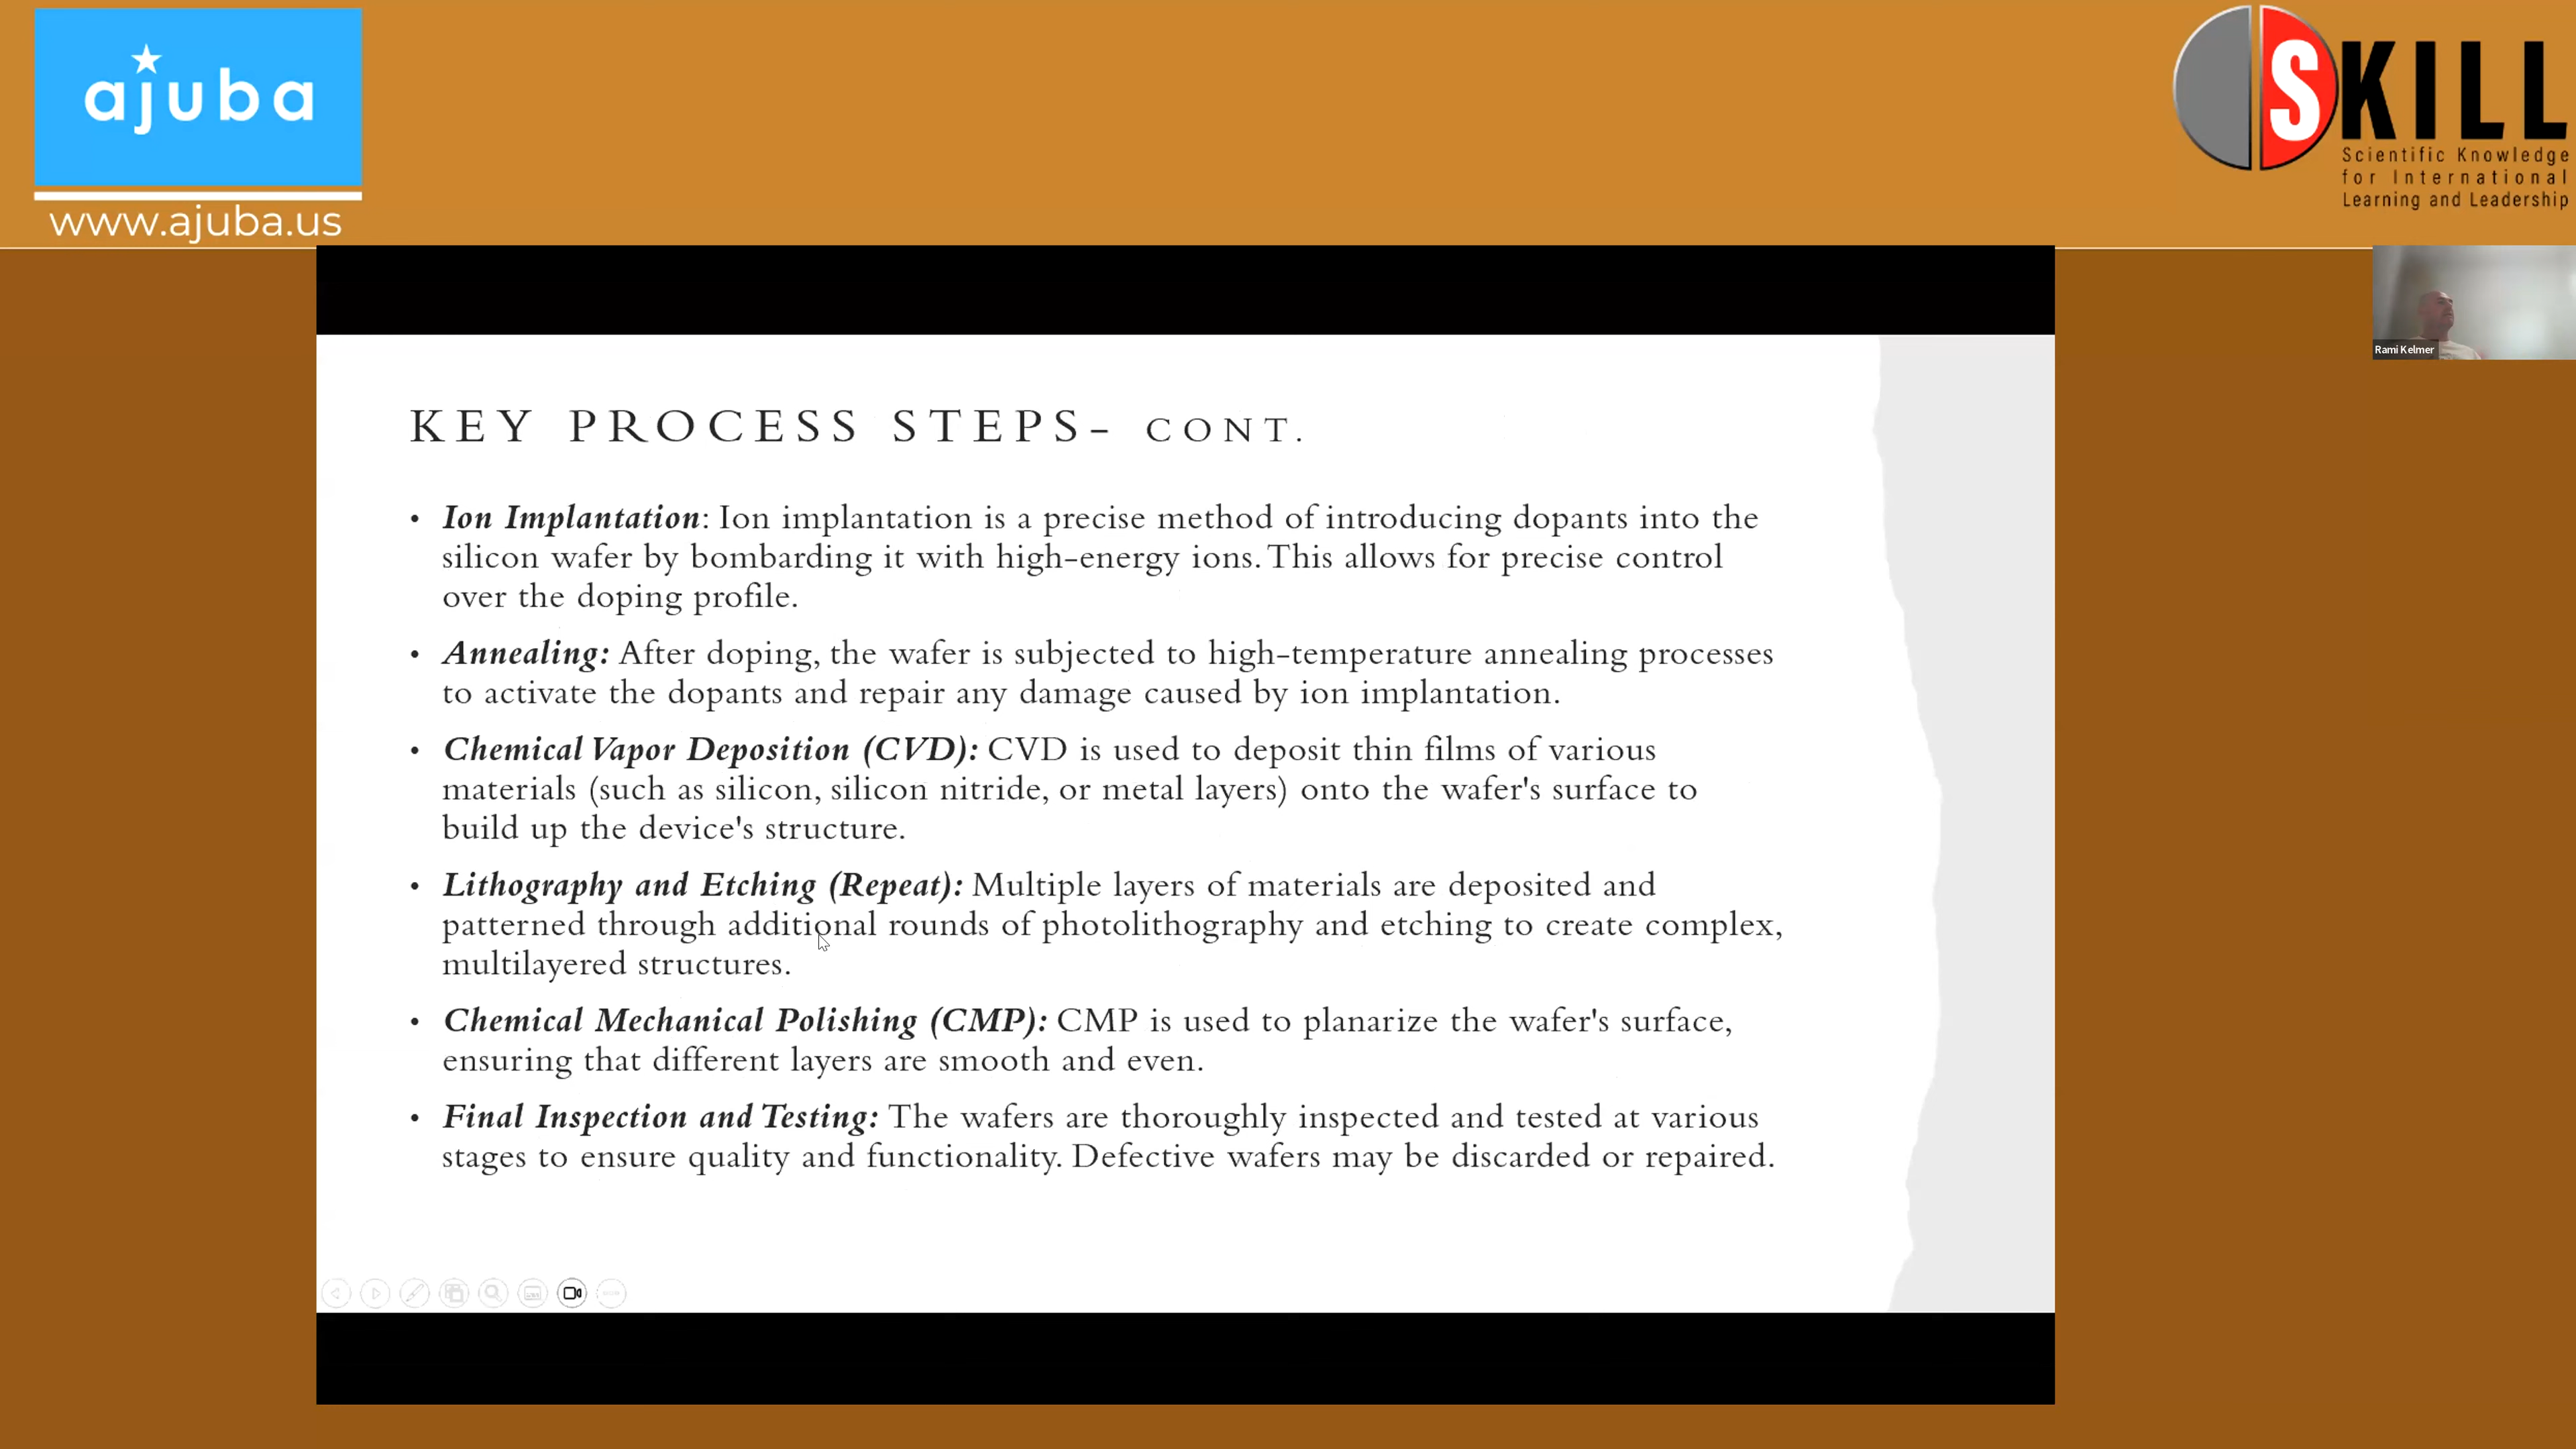 ajuba
www.ajuba.us
SKILL
Scientific Knowledge
for International
Learning and Leadership
Rami Kelmer
KEY PROCESS STEPS- CONT.
• Ion Implantation: Ion implantation is a precise method of introducing dopants into the
silicon wafer by bombarding it with high-energy ions. This allows for precise control
over the doping profile.
• Annealing: After doping, the wafer is subjected to high-temperature annealing processes
to activate the dopants and repair any damage caused by ion implantation.
• Chemical Vapor Deposition (CVD): CVD is used to deposit thin films of various
materials (such as silicon, silicon nitride, or metal layers) onto the wafer's surface to
build up the device's structure.
• Lithography and Etching (Repeat): Multiple layers of materials are deposited and
patterned through additional rounds of photolithography and etching to create complex,
multilayered structures.
• Chemical Mechanical Polishing (CMP): CMP is used to planarize the wafer's surface,
ensuring that different layers are smooth and even.
• Final Inspection and Testing: The wafers are thoroughly inspected and tested at various
stages to ensure quality and functionality. Defective wafers may be discarded or repaired.